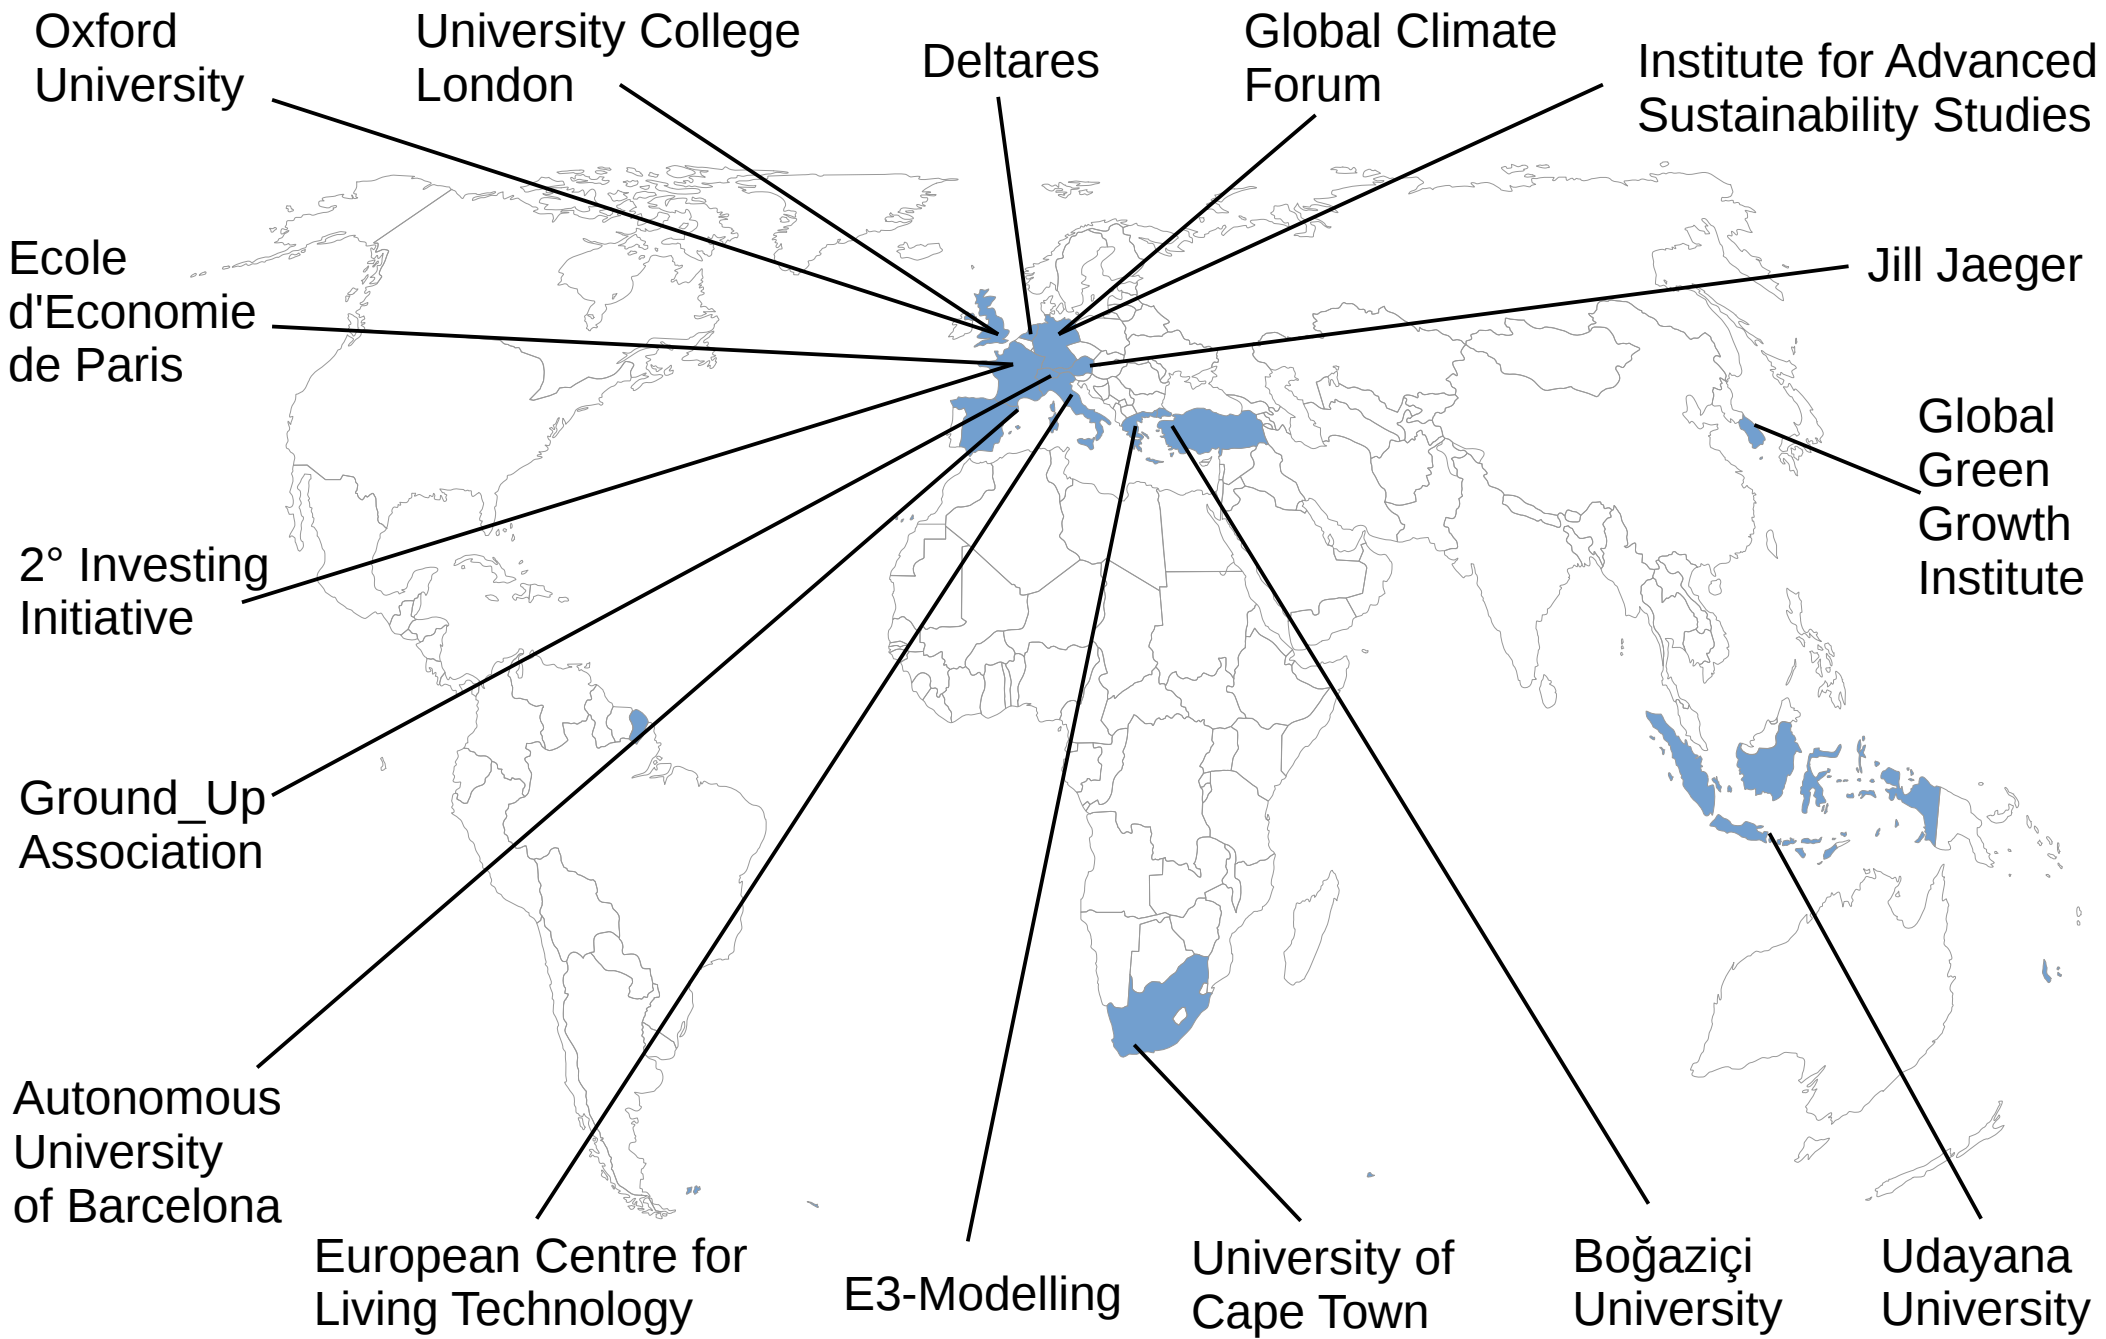 Oxford
University
University College
London
Deltares
Global Climate
Forum
Institute for Advanced
Sustainability Studies
Ecole
d'Economie
de Paris
Jill Jaeger
Global
Green
Growth
Institute
2° Investing
Initiative
Ground_Up
Association
Autonomous
University
of Barcelona
European Centre for
Living Technology
E3-Modelling
University of
Cape Town
Boğaziçi
University
Udayana
University